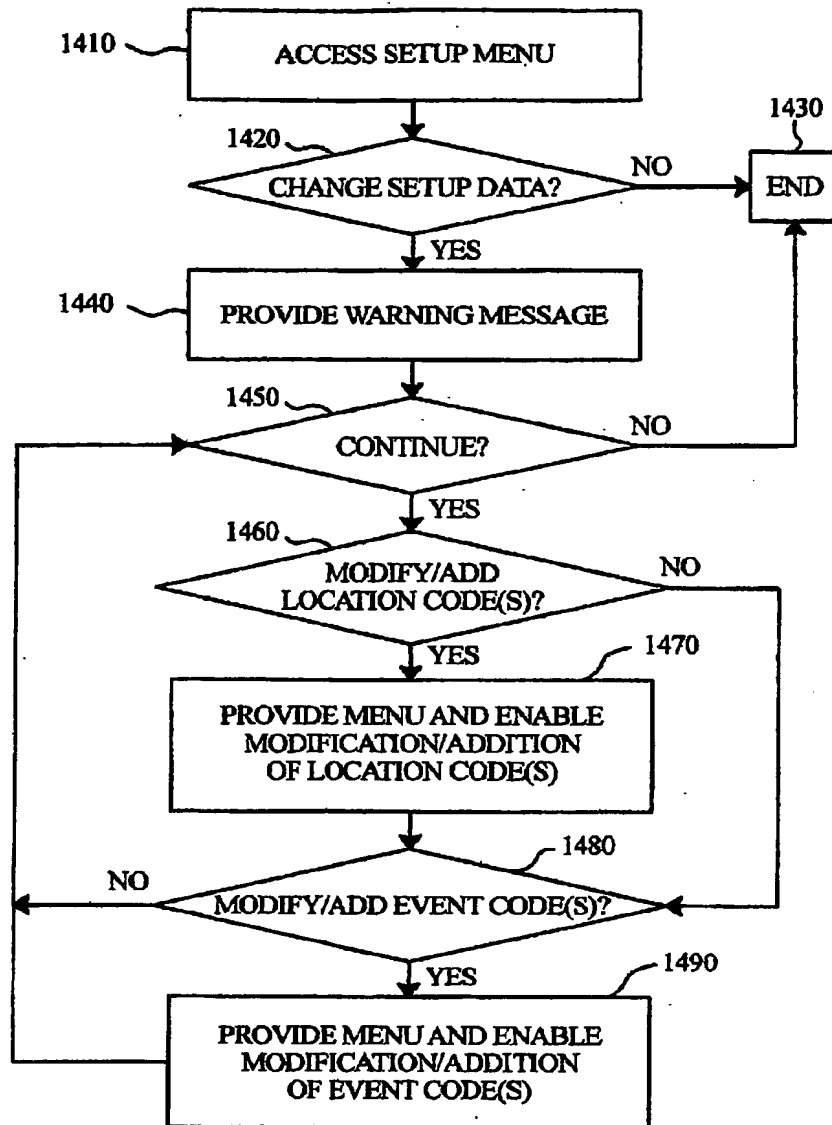 1410
ACCESS SETUP MENU
1430
1420
CHANGE SETUP DATA?
NO
END
YES
1440
PROVIDE WARNING MESSAGE
1450
CONTINUE?
NO
YES
1460
MODIFY/ADD
LOCATION CODE(S)?
NO
YES
1470
PROVIDE MENU AND ENABLE
MODIFICATION/ADDITION
OF LOCATION CODE(S)
1480
NO
MODIFY/ADD EVENT CODE(S)?
YES
1490
PROVIDE MENU AND ENABLE
MODIFICATION/ADDITION
OF EVENT CODE(S)